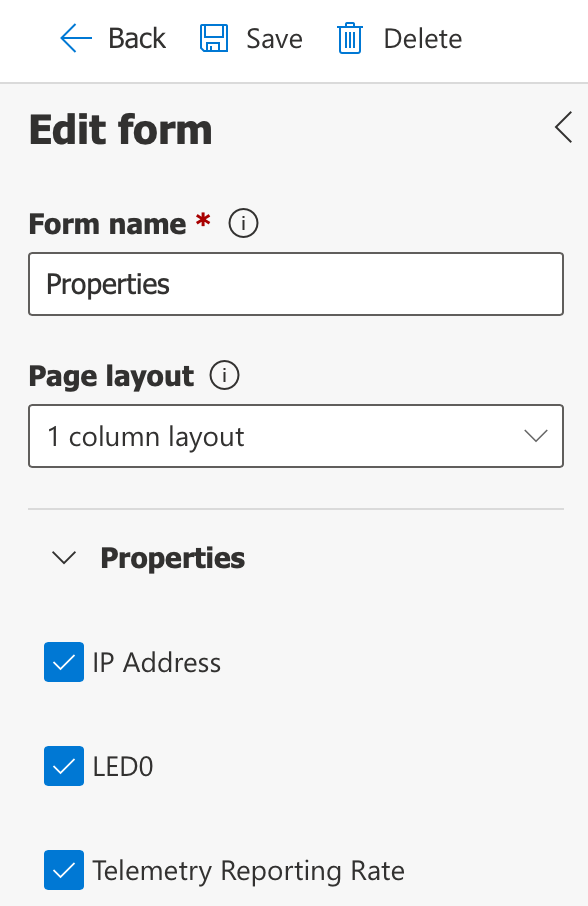 Back Save Delete
Edit form
Form name *
Properties
Page layout
1 column layout
Properties
IP Address
LED0
Telemetry Reporting Rate